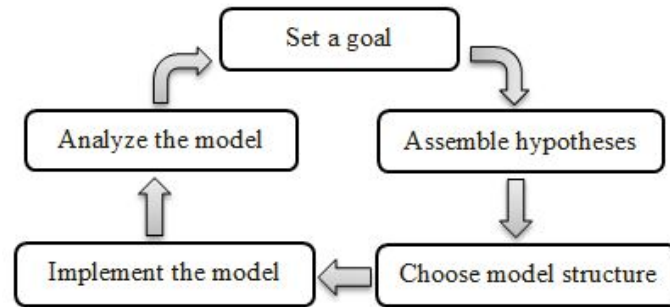 Set a goal
Assemble hypotheses
Choose model structure
Implement the model
Analyze the model